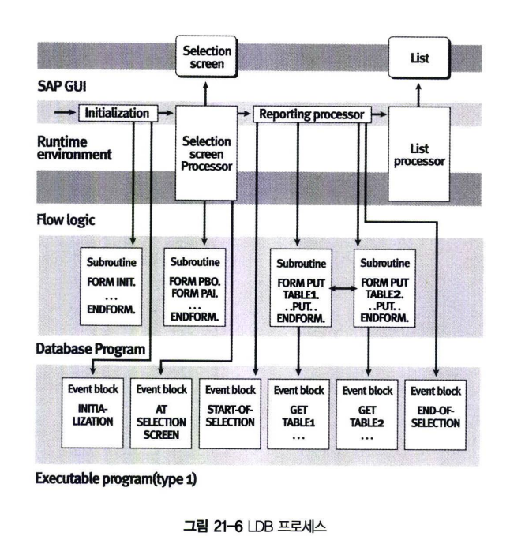 Selection
screen
List
SAP GUI
Initialization
Reporting processor
Runtime
environment
Selection
screen
Processor
List
processor
Flow logic
Subroutine
FORM INIT.
...
ENDFORM.
Subroutine
FORM PBO.
FORM PAI.
...
ENDFORM.
Subroutine
FORM PUT
TABLE1.
..PUT..
ENDFORM.
Subroutine
FORM PUT
TABLE2.
..PUT..
ENDFORM.
Database Program
Event block
INITIA-
LIZATION
Event block
AT
SELECTION
SCREEN
Event block
START-OF-
SELECTION
Event block
GET
TABLE1
...
Event block
GET
TABLE2
...
Event block
END-OF-
SELECTION
Executable program(type 1)
그림 21-6 LDB 프로세스